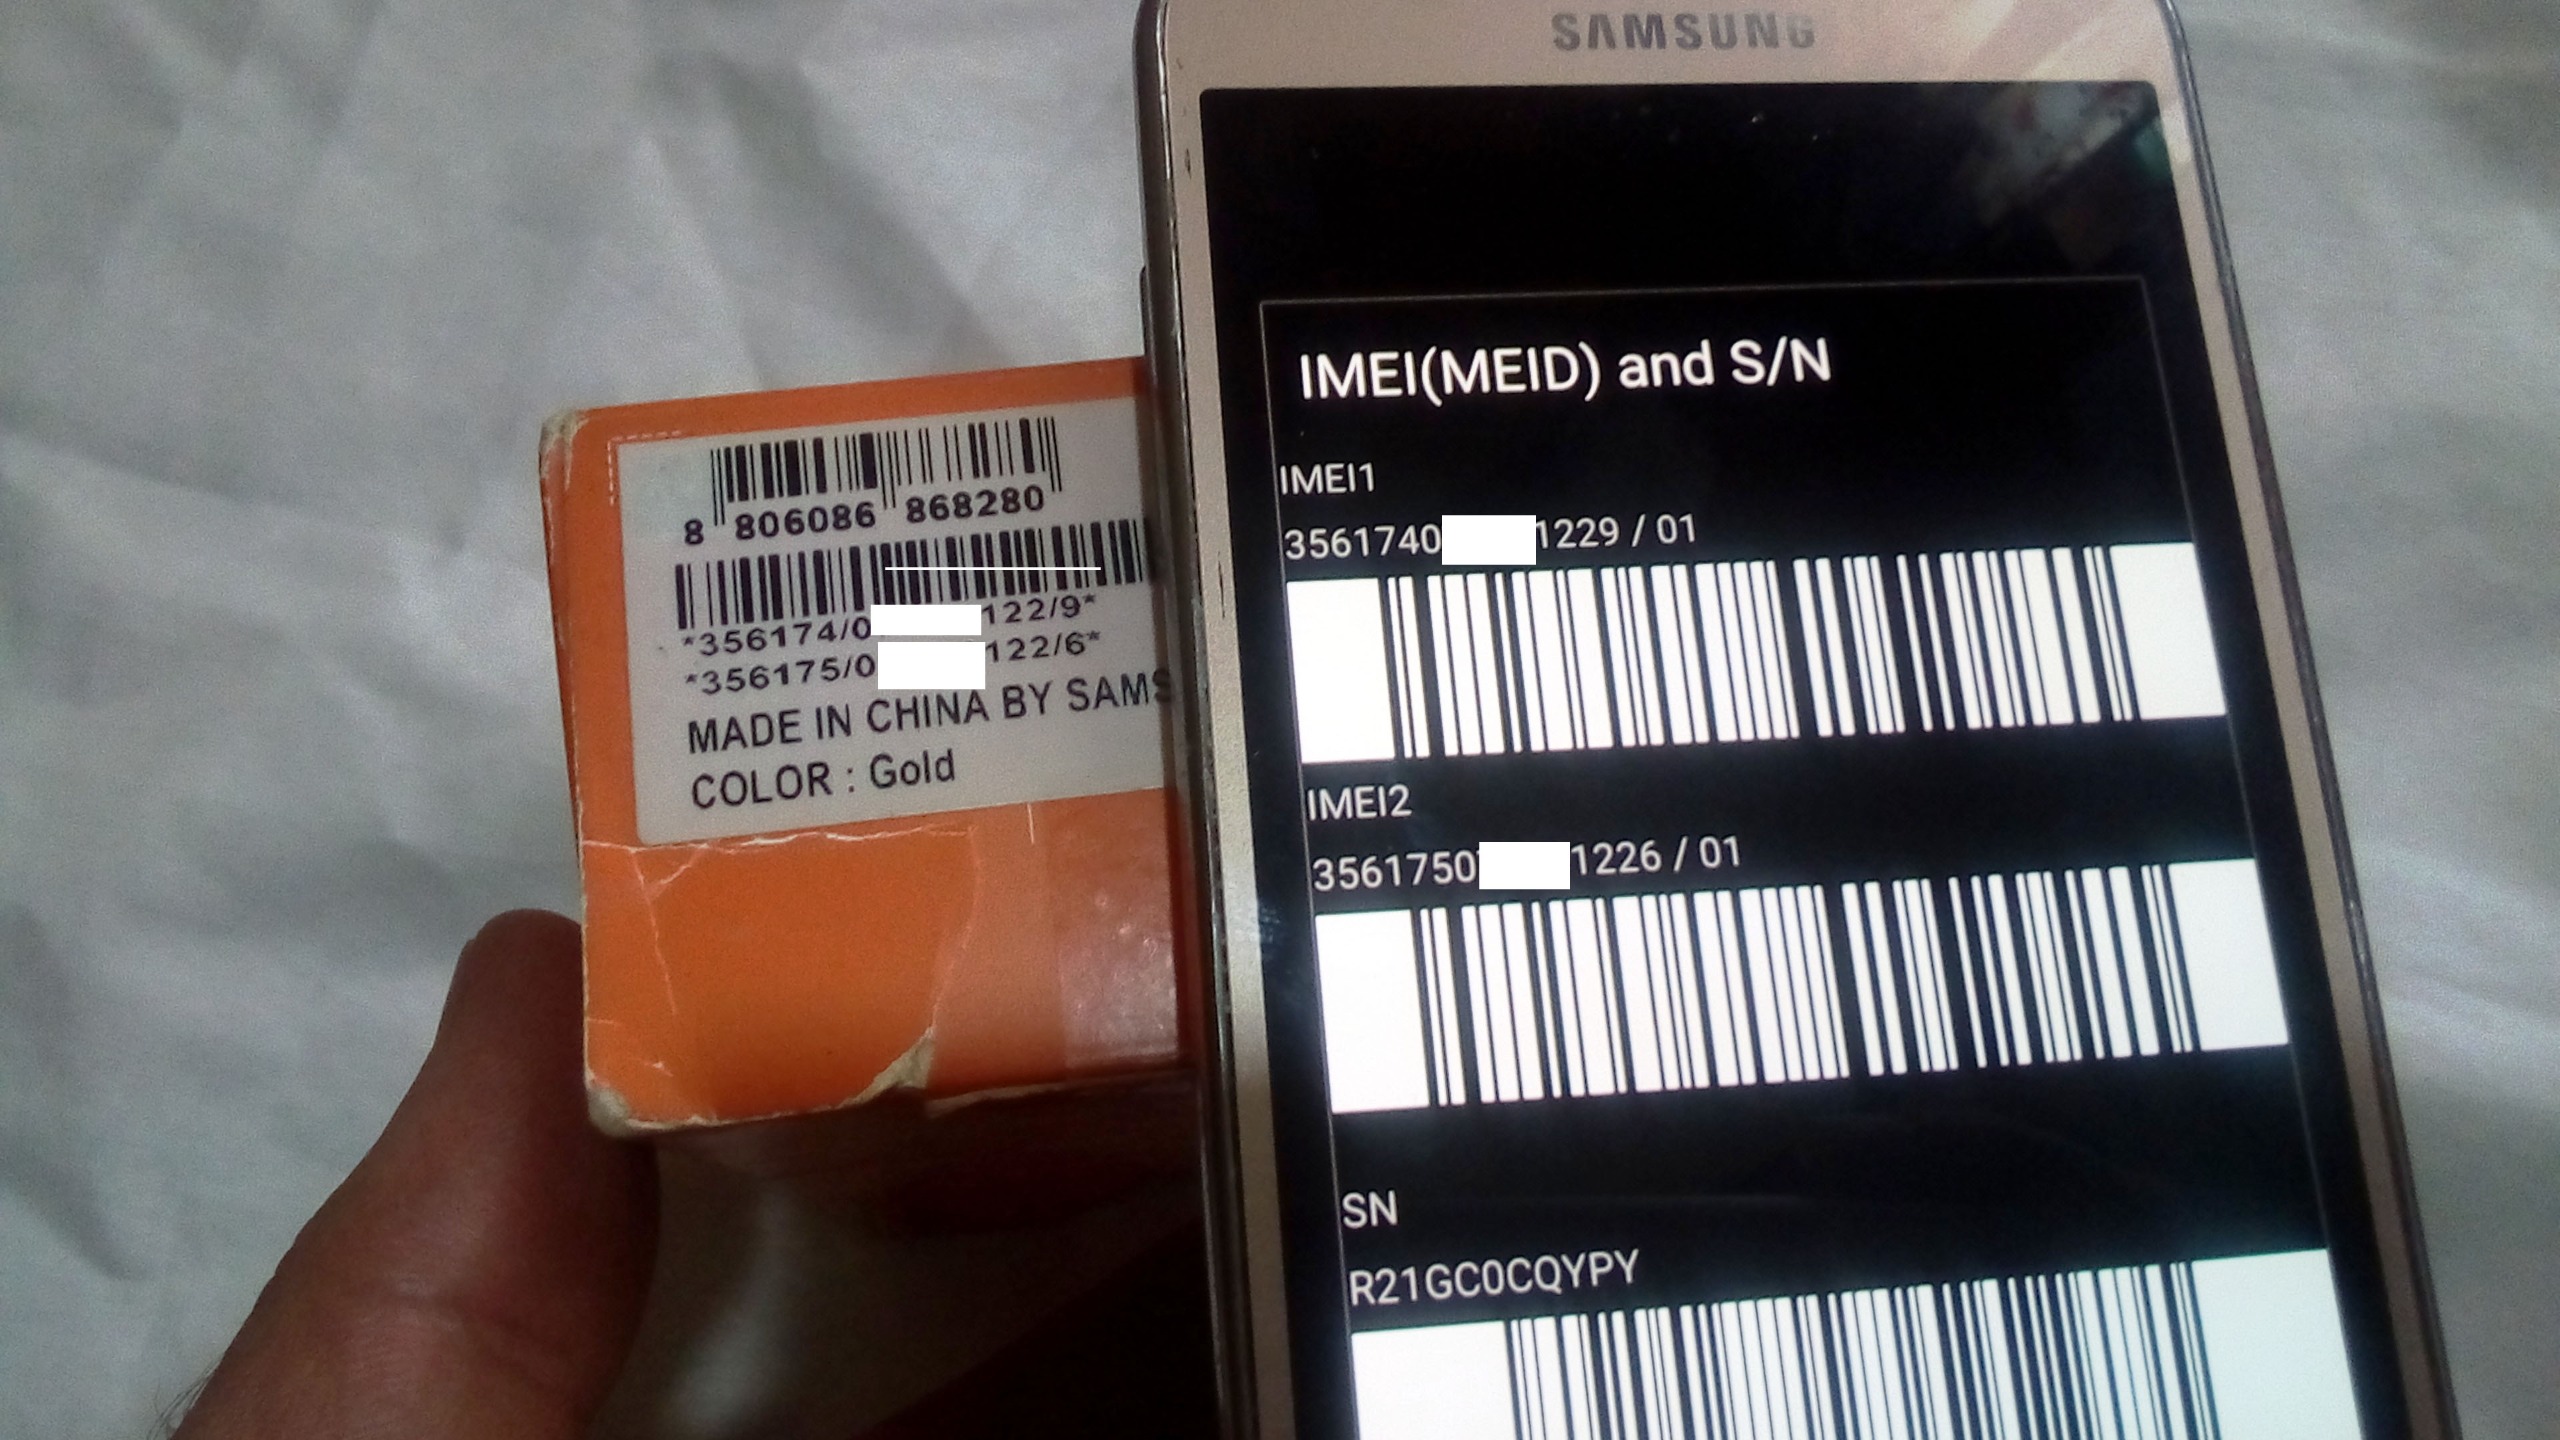 8 806086 868280
*356174/0 122/9*
*356175/0 122/6*
MADE IN CHINA BY SAMS
COLOR : Gold
SAMSUNG
IMEI(MEID) and S/N
IMEI1
3561740 1229 / 01
IMEI2
3561750 1226 / 01
SN
R21GC0CQYPY